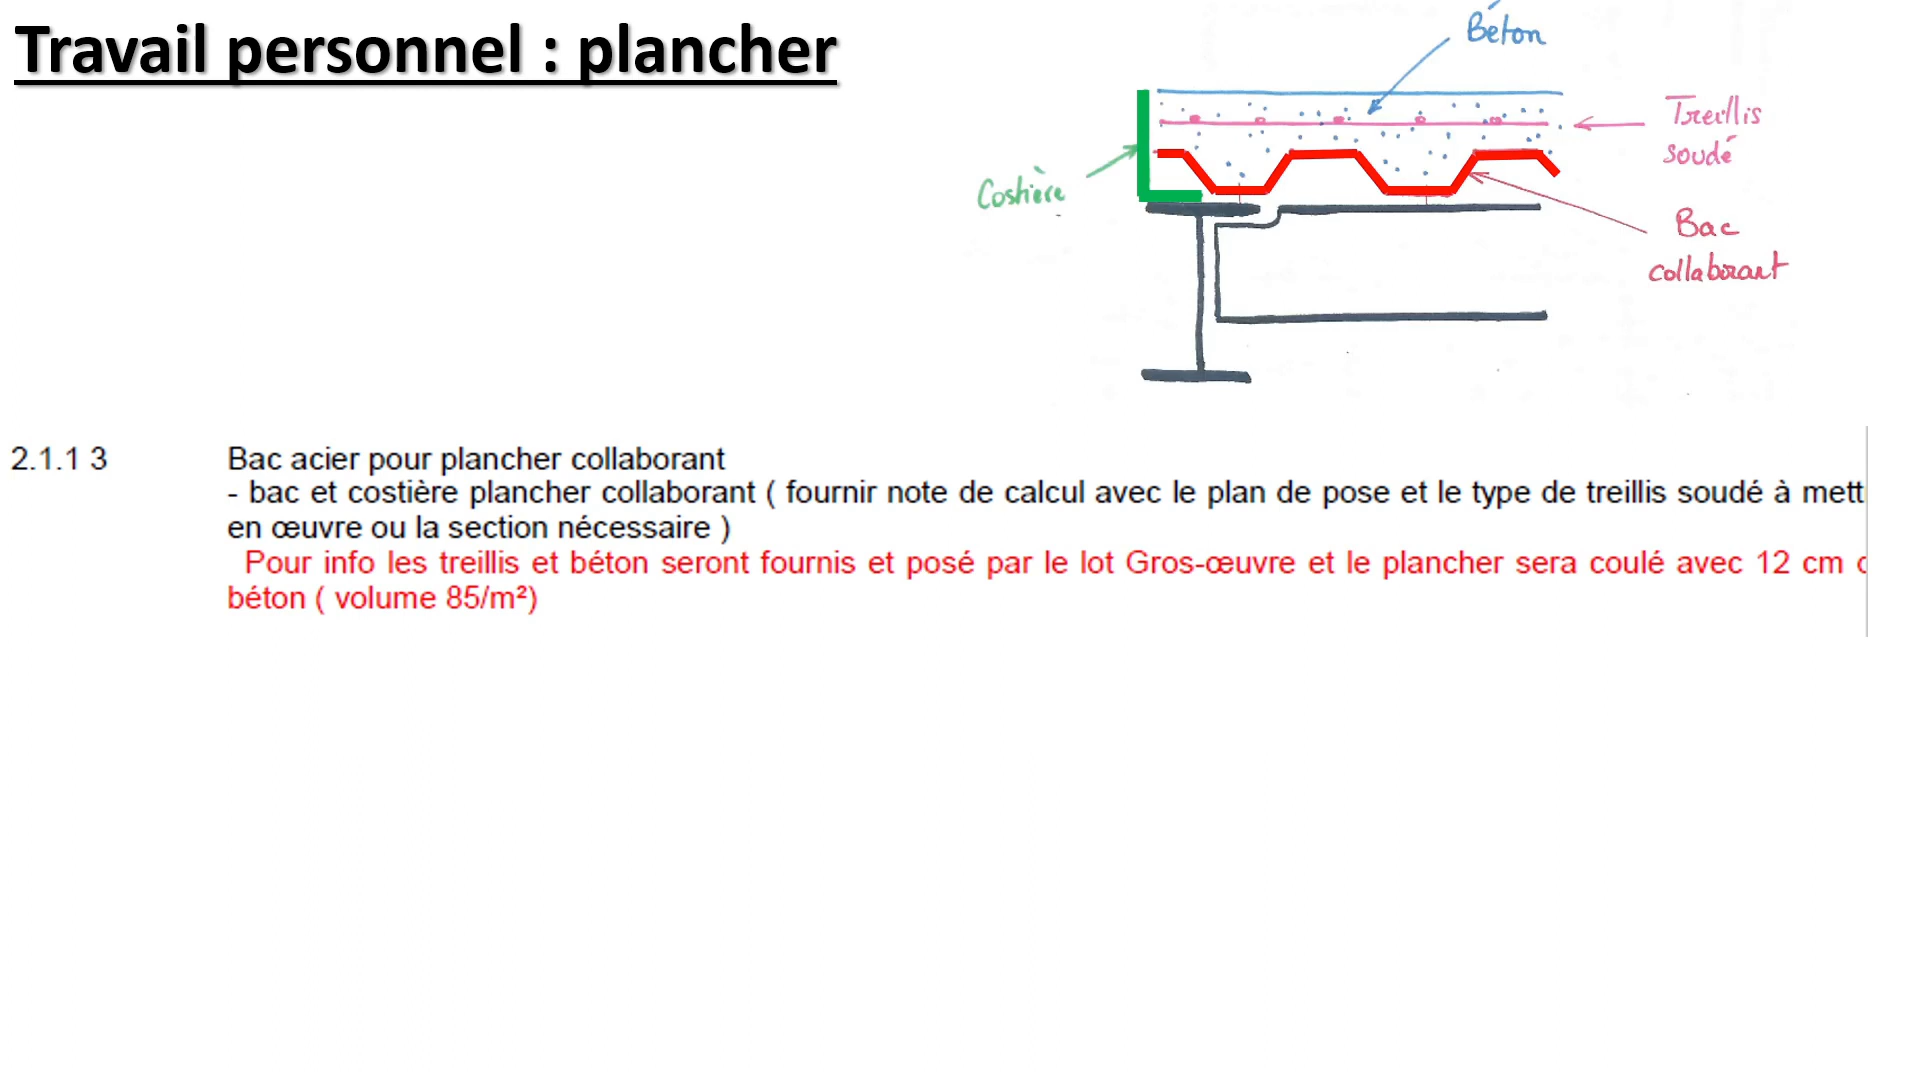 Travail personnel : plancher
Béton
Treillis
soudé
Costière
Bac
collaborant
2.1.1 3 Bac acier pour plancher collaborant
- bac et costière plancher collaborant ( fournir note de calcul avec le plan de pose et le type de treillis soudé à mett
en œuvre ou la section nécessaire )
Pour info les treillis et béton seront fournis et posé par le lot Gros-œuvre et le plancher sera coulé avec 12 cm
béton ( volume 85/m²)